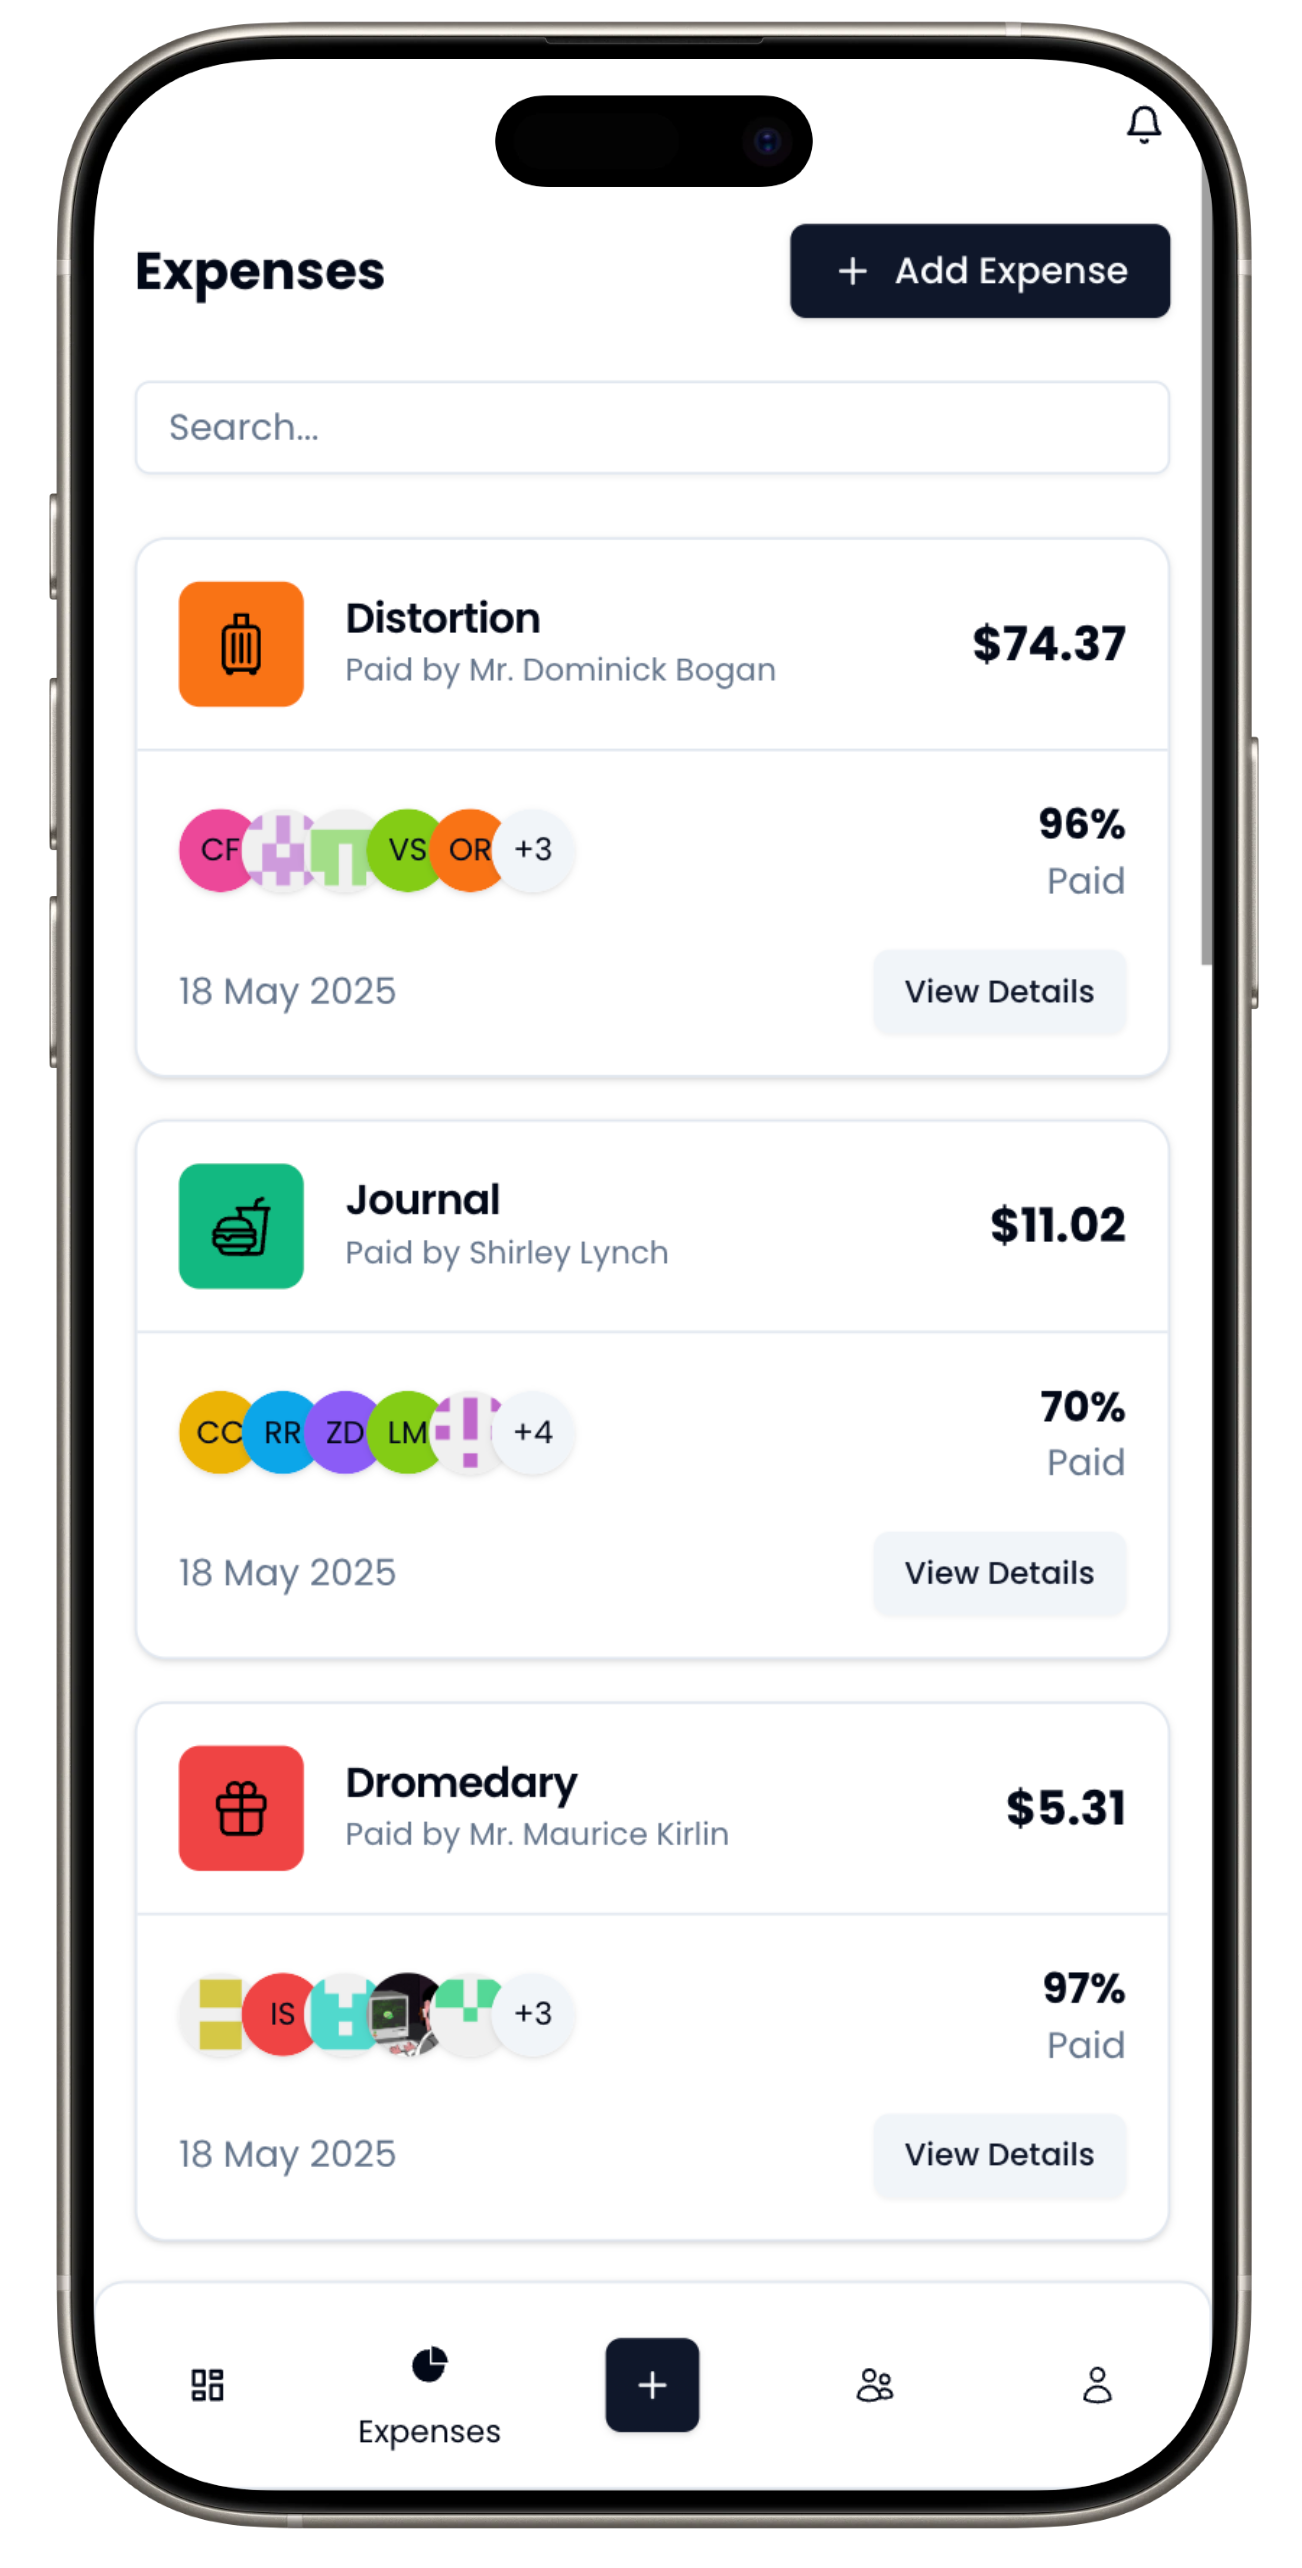 Expenses
+ Add Expense
Search...
Distortion
Paid by Mr. Dominick Bogan
$74.37
CF
VS
OR
+3
96%
Paid
18 May 2025
View Details
Journal
Paid by Shirley Lynch
$11.02
CC
RR
ZD
LM
+4
70%
Paid
18 May 2025
View Details
Dromedary
Paid by Mr. Maurice Kirlin
$5.31
IS
+3
97%
Paid
18 May 2025
View Details
Expenses